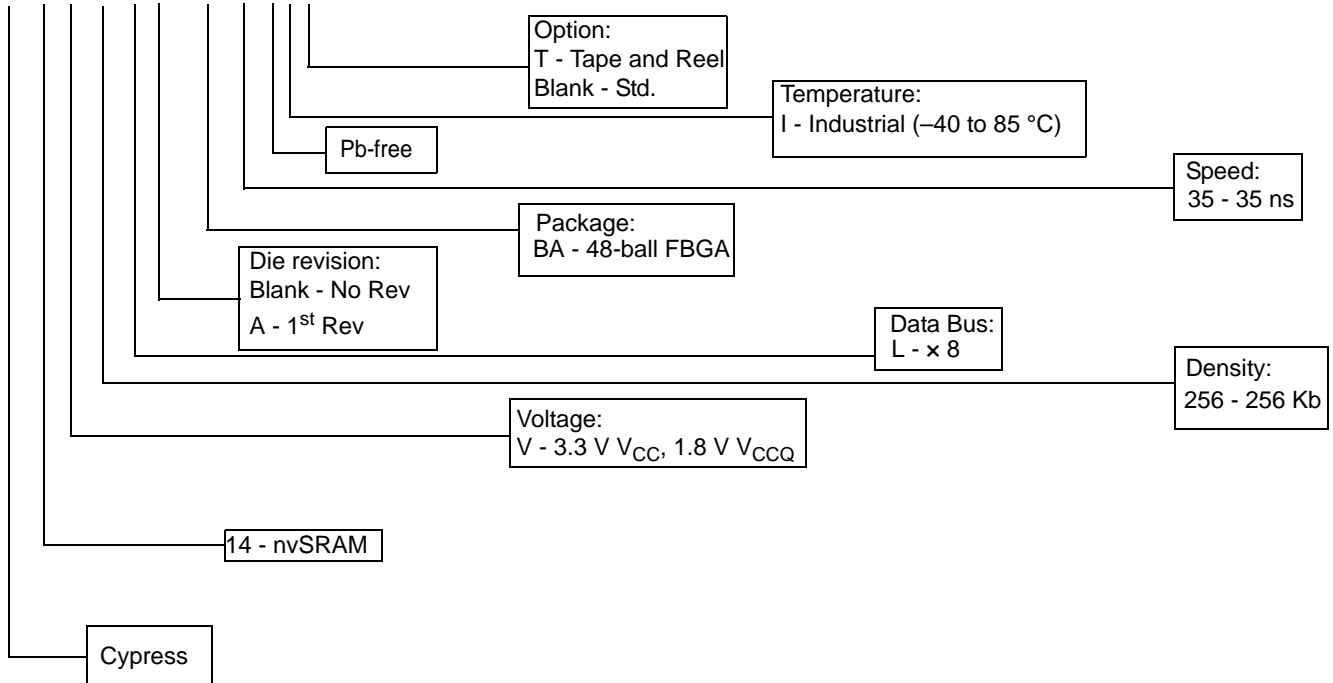 Option:
T - Tape and Reel
Blank - Std.
Temperature:
I - Industrial (–40 to 85 °C)
Pb-free
Speed:
35 - 35 ns
Package:
BA - 48-ball FBGA
Die revision:
Blank - No Rev
A - 1st Rev
Data Bus:
L - × 8
Density:
256 - 256 Kb
Voltage:
V - 3.3 V VCC, 1.8 V VCCQ
14 - nvSRAM
Cypress